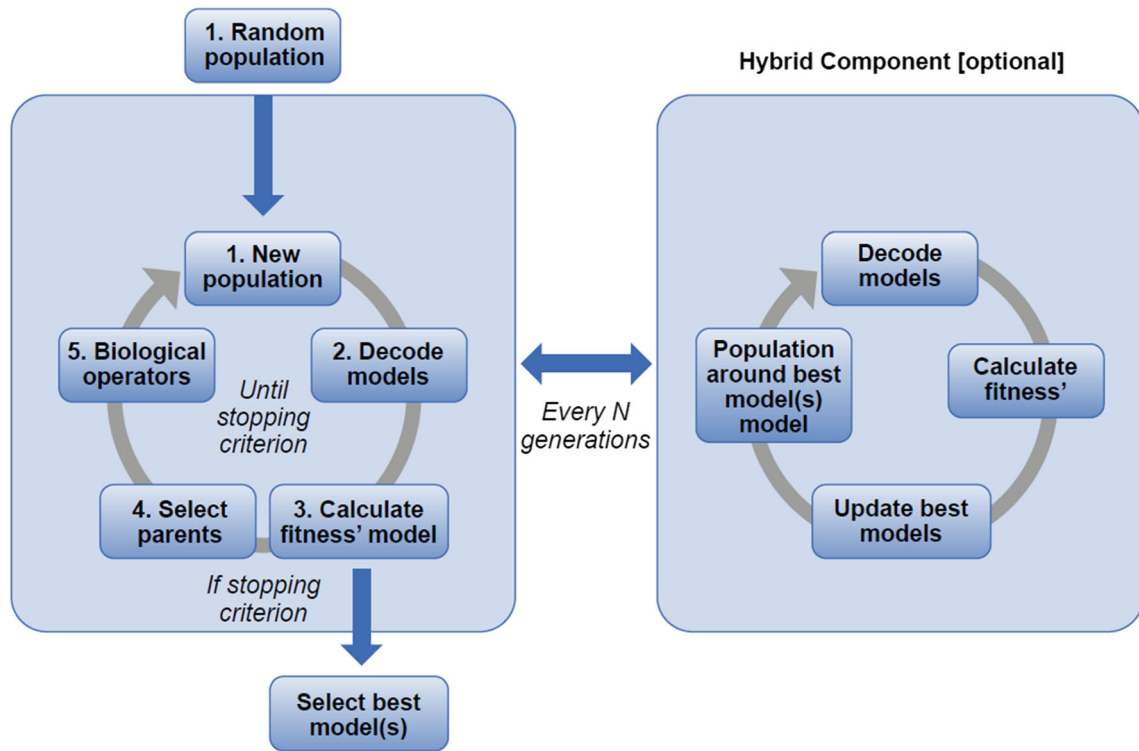 1. Random
population
Hybrid Component [optional]
1. New
population
5. Biological
operators
2. Decode
models
Until
stopping
criterion
4. Select
parents
3. Calculate
fitness’ model
If stopping
criterion
Select best
model(s)
Every N
generations
Decode
models
Population
around best
model(s)
model
Calculate
fitness’
Update best
models